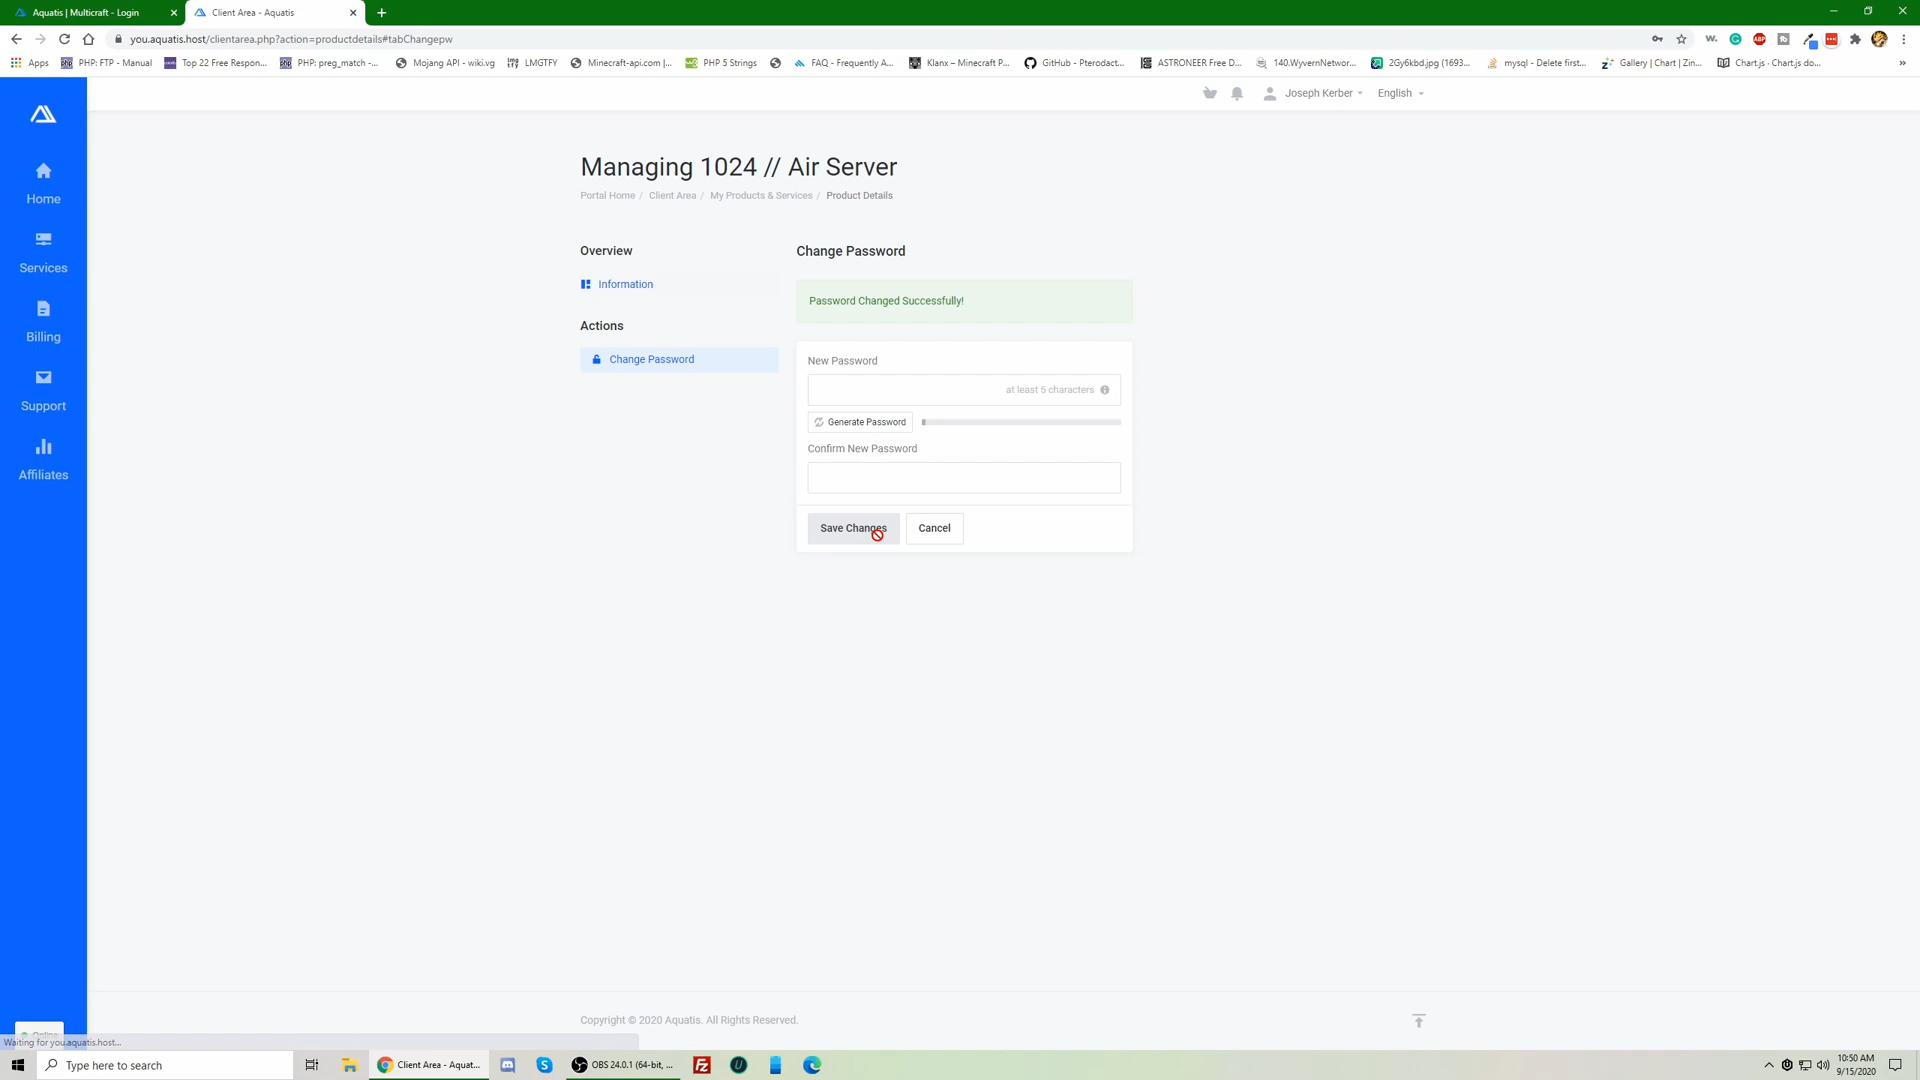 Aquatis | Multicraft - Login
Client Area - Aquatis
you.aquatis.host/clientarea.php?action=productdetails#tabChangepw
Apps
PHP: FTP - Manual
Top 22 Free Respon...
PHP: preg_match -...
Mojang API - wiki.vg
LMGTFY
Minecraft-api.com |...
PHP 5 Strings
FAQ - Frequently A...
Klanx – Minecraft P...
GitHub - Pterodact...
ASTRONEER Free D...
140.WyvernNetwor...
2Gy6kbd.jpg (1693...
mysql - Delete first...
Gallery | Chart | Zin...
Chart.js · Chart.js do...
Joseph Kerber
English
Home
Services
Billing
Support
Affiliates
Managing 1024 // Air Server
Portal Home / Client Area / My Products & Services / Product Details
Overview
Information
Actions
Change Password
Change Password
Password Changed Successfully!
New Password
at least 5 characters
Generate Password
Confirm New Password
Save Changes
Cancel
Copyright © 2020 Aquatis. All Rights Reserved.
Online
Waiting for you.aquatis.host...
Type here to search
Client Area - Aquat...
OBS 24.0.1 (64-bit, ...
10:50 AM
9/15/2020